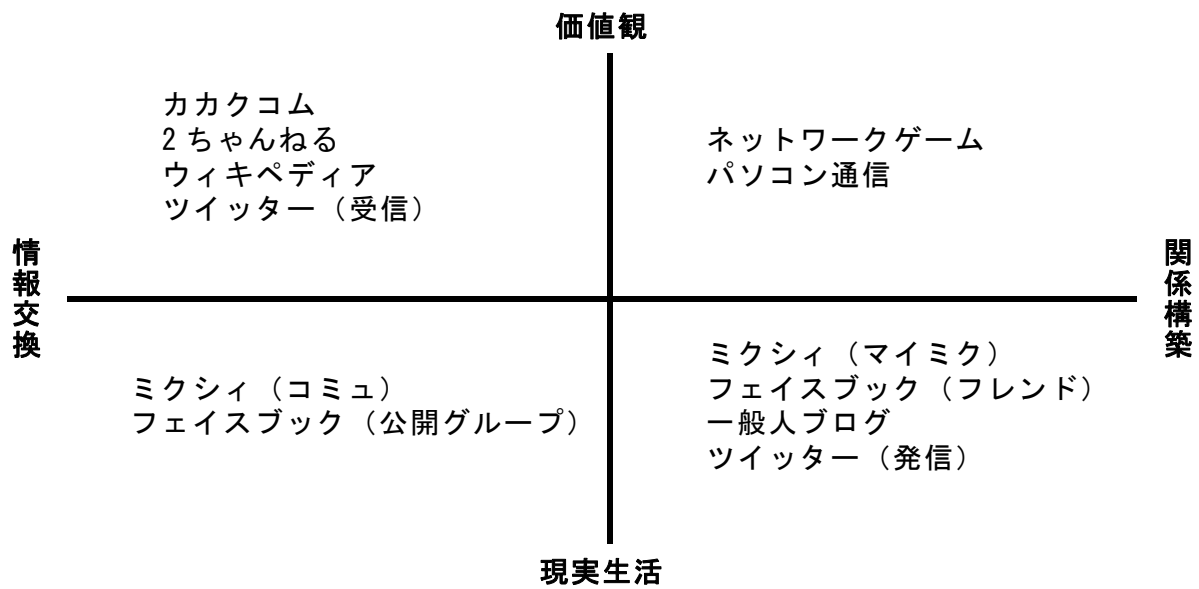 価値観
カカクコム
2ちゃんねる
ウィキペディア
ツイッター（受信）
ネットワークゲーム
パソコン通信
情報交換
関係構築
ミクシィ（コミュ）
フェイスブック（公開グループ）
ミクシィ（マイミク）
フェイスブック（フレンド）
一般人ブログ
ツイッター（発信）
現実生活